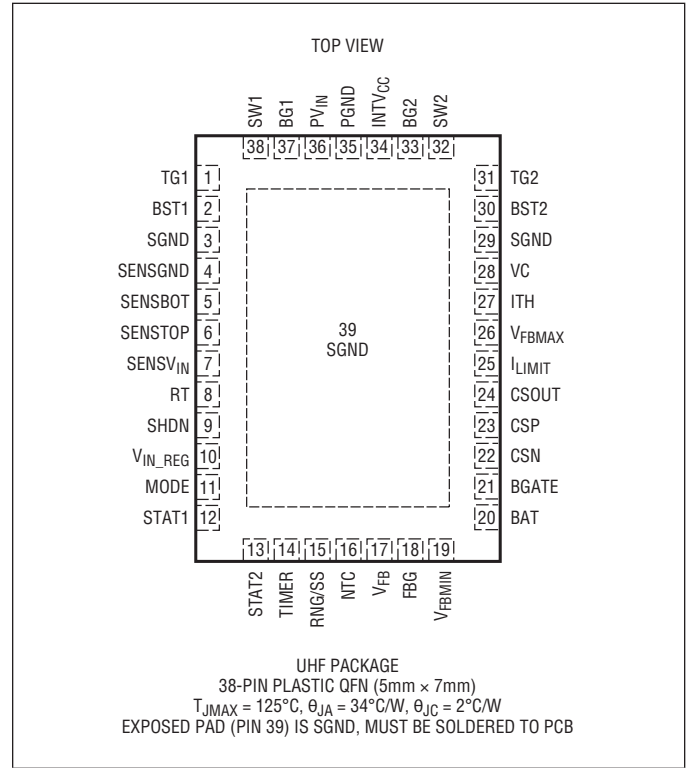 TOP VIEW
SW1
BG1
PVIN
PGND
INTVCC
BG2
SW2
38 37 36 35 34 33 32
TG1 1
BST1 2
SGND 3
SENSGND 4
SENSBOT 5
SENSTOP 6
SENSVIN 7
RT 8
SHDN 9
VIN_REG 10
MODE 11
STAT1 12
39
SGND
31 TG2
30 BST2
29 SGND
28 VC
27 ITH
26 VFBMAX
25 ILIMIT
24 CSOUT
23 CSP
22 CSN
21 BGATE
20 BAT
13 14 15 16 17 18 19
STAT2
TIMER
RNG/SS
NTC
VFB
FBG
VFBMIN
UHF PACKAGE
38-PIN PLASTIC QFN (5mm × 7mm)
TJMAX = 125°C, θJA = 34°C/W, θJC = 2°C/W
EXPOSED PAD (PIN 39) IS SGND, MUST BE SOLDERED TO PCB